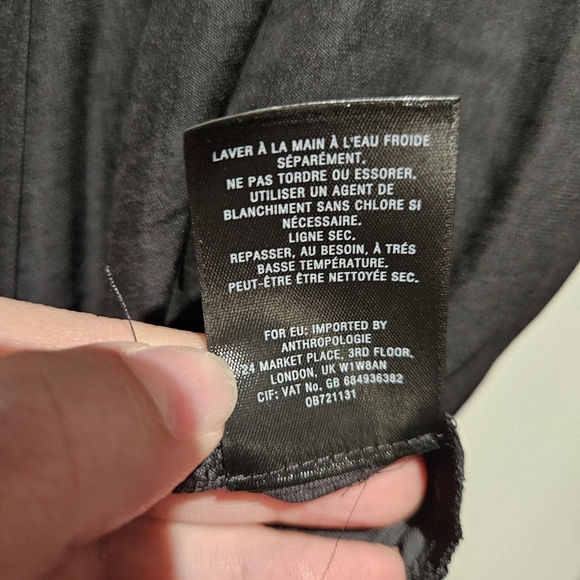 LAVER À LA MAIN À L'EAU FROIDE
SÉPARÉMENT.
NE PAS TORDRE OU ESSORER.
UTILISER UN AGENT DE
BLANCHIMENT SANS CHLORE SI
NÉCESSAIRE.
LIGNE SEC.
REPASSER, AU BESOIN, À TRÉS
BASSE TEMPÉRATURE.
PEUT-ÊTRE ÊTRE NETTOYÉE SEC.
FOR EU: IMPORTED BY
ANTHROPOLOGIE
24 MARKET PLACE, 3RD FLOOR,
LONDON, UK W1W8AN
CIF: VAT No. GB 684936382
OB721131